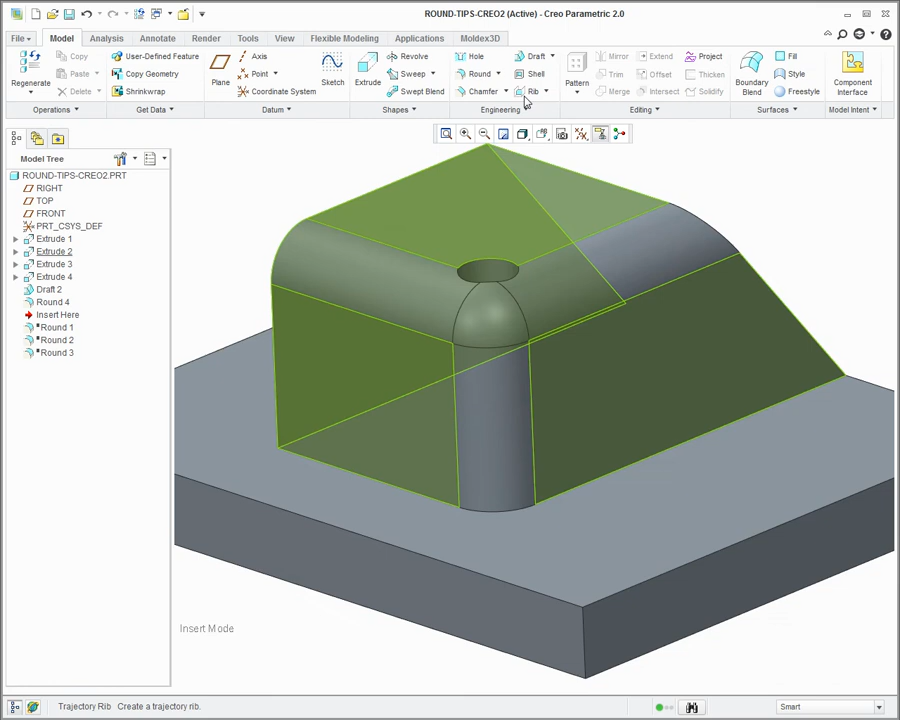 ROUND-TIPS-CREO2 (Active) - Creo Parametric 2.0
File Model Analysis Annotate Render Tools View Flexible Modeling Applications Moldex3D
Regenerate
Copy
Paste
Delete
Operations
User-Defined Feature
Copy Geometry
Shrinkwrap
Get Data
Plane
Axis
Point
Coordinate System
Sketch
Datum
Extrude
Revolve
Sweep
Swept Blend
Shapes
Hole
Round
Chamfer
Draft
Shell
Rib
Engineering
Pattern
Mirror
Trim
Merge
Extend
Offset
Intersect
Project
Thicken
Solidify
Editing
Boundary
Blend
Fill
Style
Freestyle
Surfaces
Component
Interface
Model Intent
Model Tree
ROUND-TIPS-CREO2.PRT
RIGHT
TOP
FRONT
PRT_CSYS_DEF
Extrude 1
Extrude 2
Extrude 3
Extrude 4
Draft 2
Round 4
Insert Here
Round 1
Round 2
Round 3
Insert Mode
Trajectory Rib Create a trajectory rib.
Smart